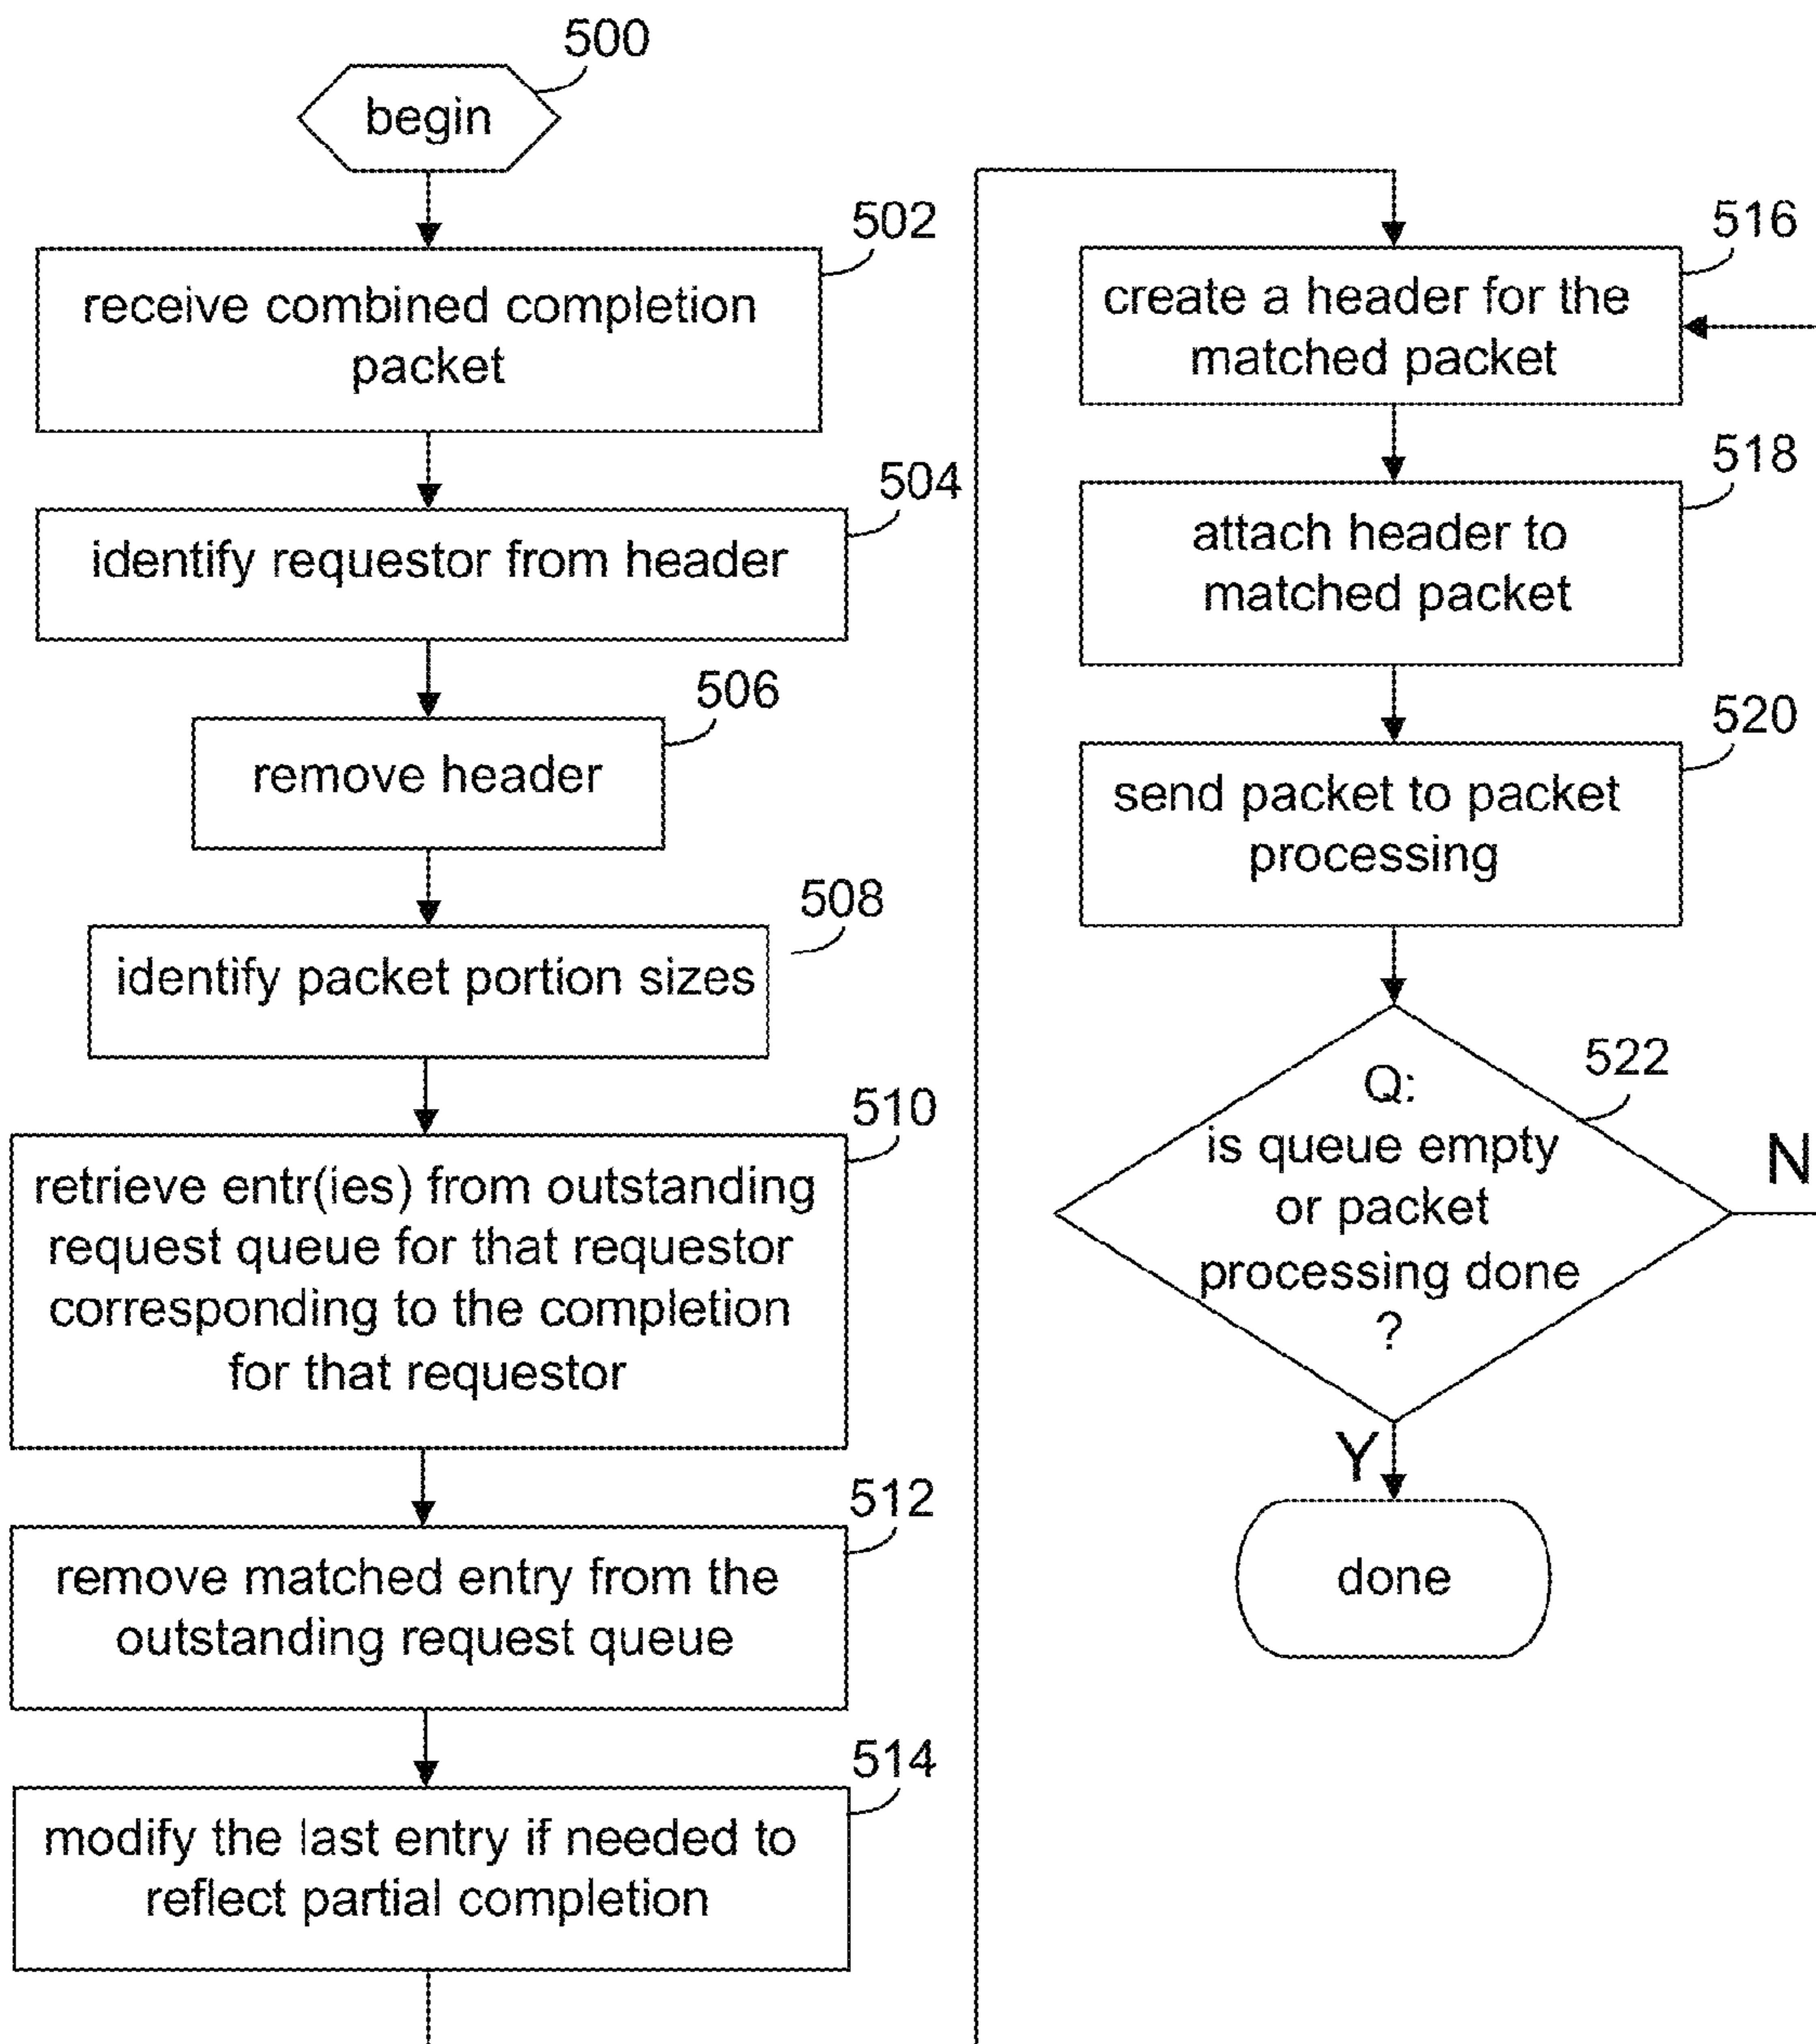 500
begin
502
receive combined completion
packet
504
identify requestor from header
506
remove header
508
identify packet portion sizes
510
retrieve entr(ies) from outstanding
request queue for that requestor
corresponding to the completion
for that requestor
512
remove matched entry from the
outstanding request queue
514
modify the last entry if needed to
reflect partial completion
516
create a header for the
matched packet
518
attach header to
matched packet
520
send packet to packet
processing
522
Q:
is queue empty
or packet
processing done
?
N
Y
done